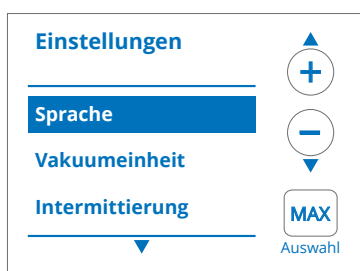 Einstellungen
Sprache
Vakuumeinheit
Intermittierung
+
−
MAX
Auswahl